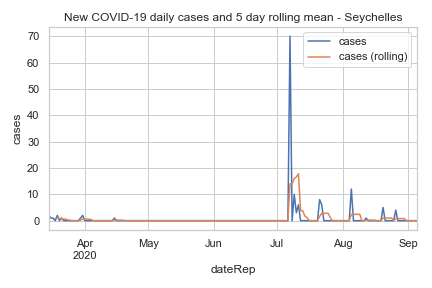 New COVID-19 daily cases and 5 day rolling mean - Seychelles
cases
cases (rolling)
cases
70
60
50
40
30
20
10
0
Apr
2020
May
Jun
Jul
Aug
Sep
dateRep